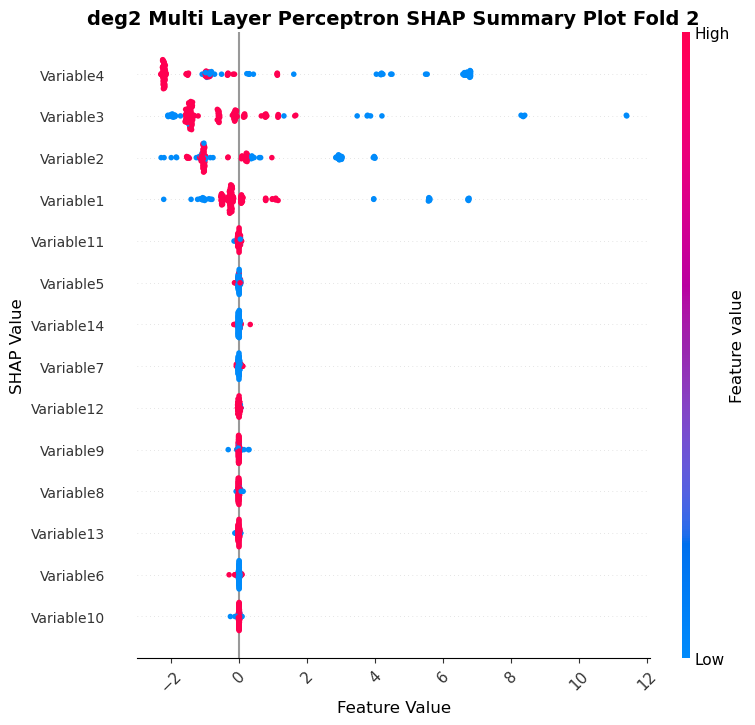 deg2 Multi Layer Perceptron SHAP Summary Plot Fold 2
High
Variable4
Variable3
Variable2
Variable1
Variable11
Variable5
Variable14
Variable7
Variable12
Variable9
Variable8
Variable13
Variable6
Variable10
SHAP Value
Feature value
Low
−2
0
2
4
6
8
10
12
Feature Value